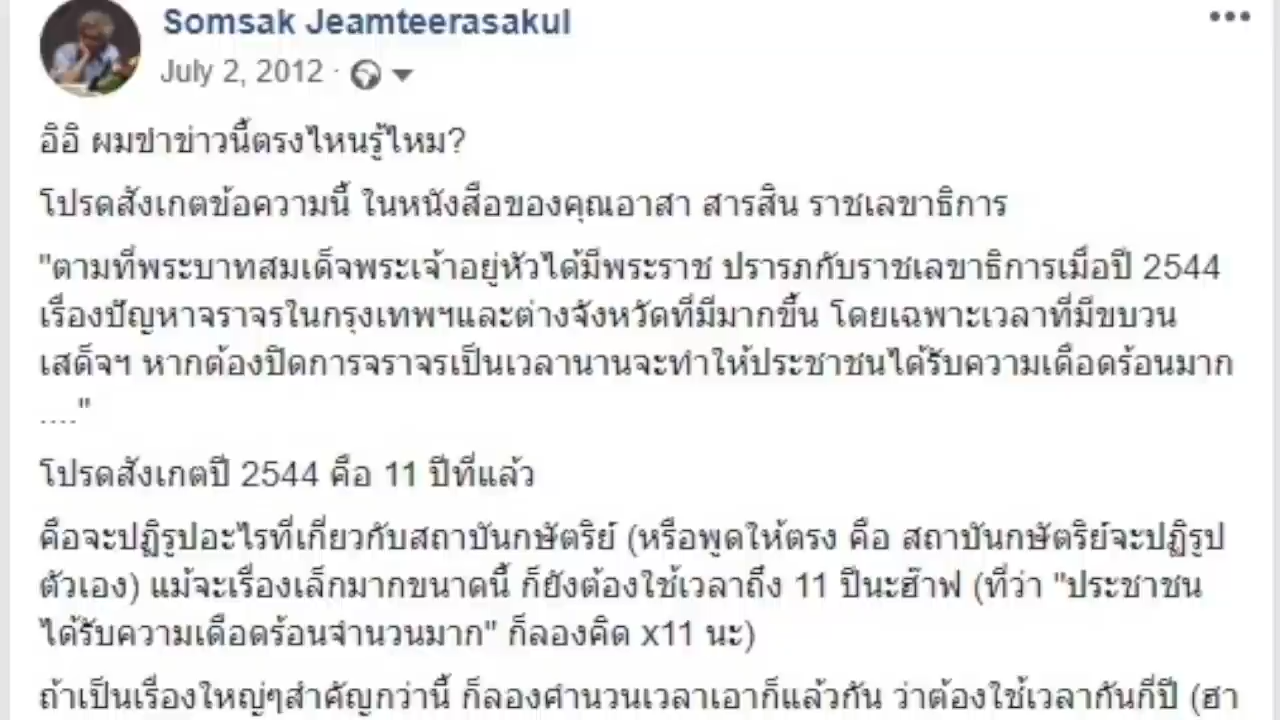 Somsak Jeamteerasakul
July 2, 2012 ·
อิอิ ผมขำข่าวนี้ตรงไหนรู้ไหม?
โปรดสังเกตข้อความนี้ ในหนังสือของคุณอาสา สารสิน ราชเลขาธิการ
"ตามที่พระบาทสมเด็จพระเจ้าอยู่หัวได้มีพระราช ปรารภกับราชเลขาธิการเมื่อปี 2544
เรื่องปัญหาจราจรในกรุงเทพฯและต่างจังหวัดที่มีมากขึ้น โดยเฉพาะเวลาที่มีขบวน
เสด็จฯ หากต้องปิดการจราจรเป็นเวลานานจะทำให้ประชาชนได้รับความเดือดร้อนมาก
...."
โปรดสังเกตปี 2544 คือ 11 ปีที่แล้ว
คือจะปฏิรูปอะไรที่เกี่ยวกับสถาบันกษัตริย์ (หรือพูดให้ตรง คือ สถาบันกษัตริย์จะปฏิรูป
ตัวเอง) แม้จะเรื่องเล็กมากขนาดนี้ ก็ยังต้องใช้เวลาถึง 11 ปีนะฮ๊าฟ (ที่ว่า "ประชาชน
ได้รับความเดือดร้อนจำนวนมาก" ก็ลองคิด x11 นะ)
ถ้าเป็นเรื่องใหญ่ๆสำคัญกว่านี้ ก็ลองคำนวนเวลาเอาก็แล้วกัน ว่าต้องใช้เวลากันกี่ปี (ฮา